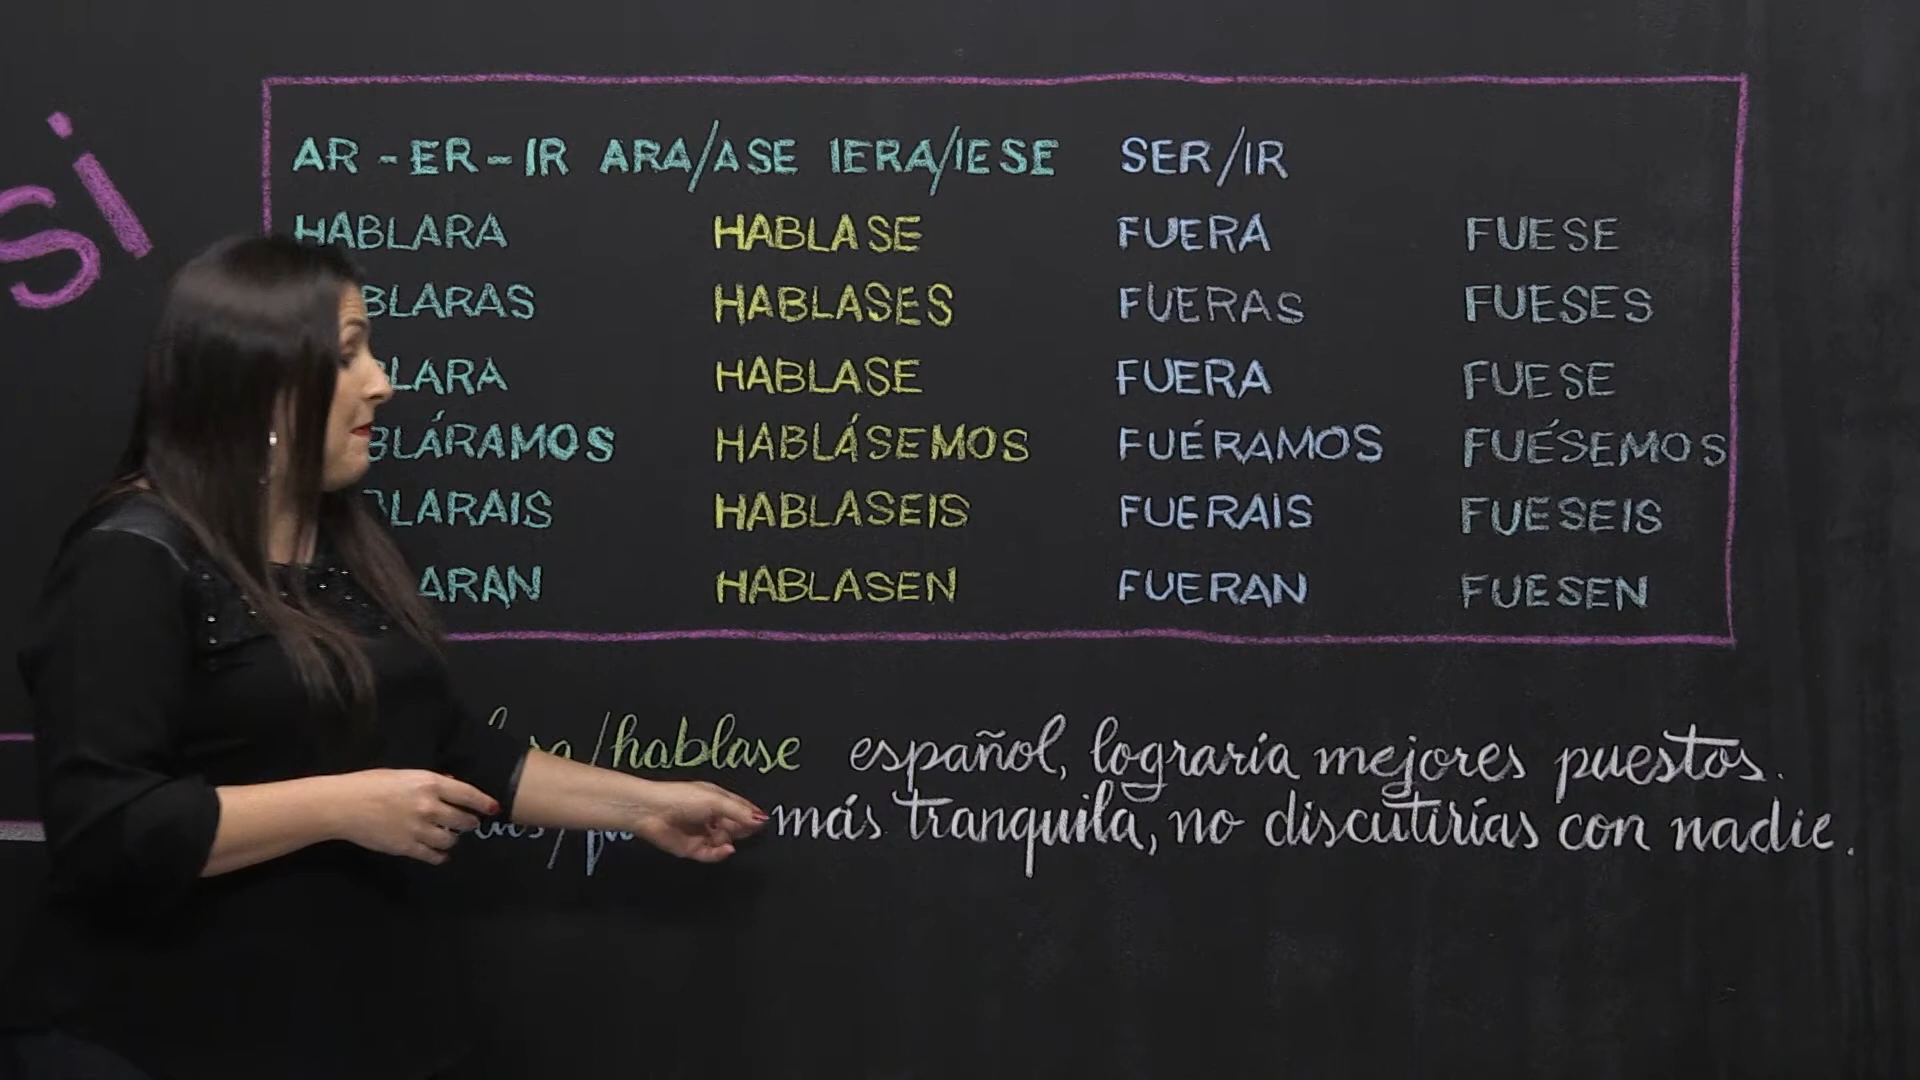 si
AR - ER - IR ARA/ASE IERA/IESE SER/IR
HABLARA HABLASE FUERA FUESE
BLARAS HABLASES FUERAS FUESES
LARA HABLASE FUERA FUESE
BLÁRAMOS HABLÁSEMOS FUÉRAMOS FUÉSEMOS
LARAIS HABLASEIS FUERAIS FUESEIS
ARAN HABLASEN FUERAN FUESEN
/hablase español, lograría mejores puestos.
más tranquila, no discutirías con nadie.